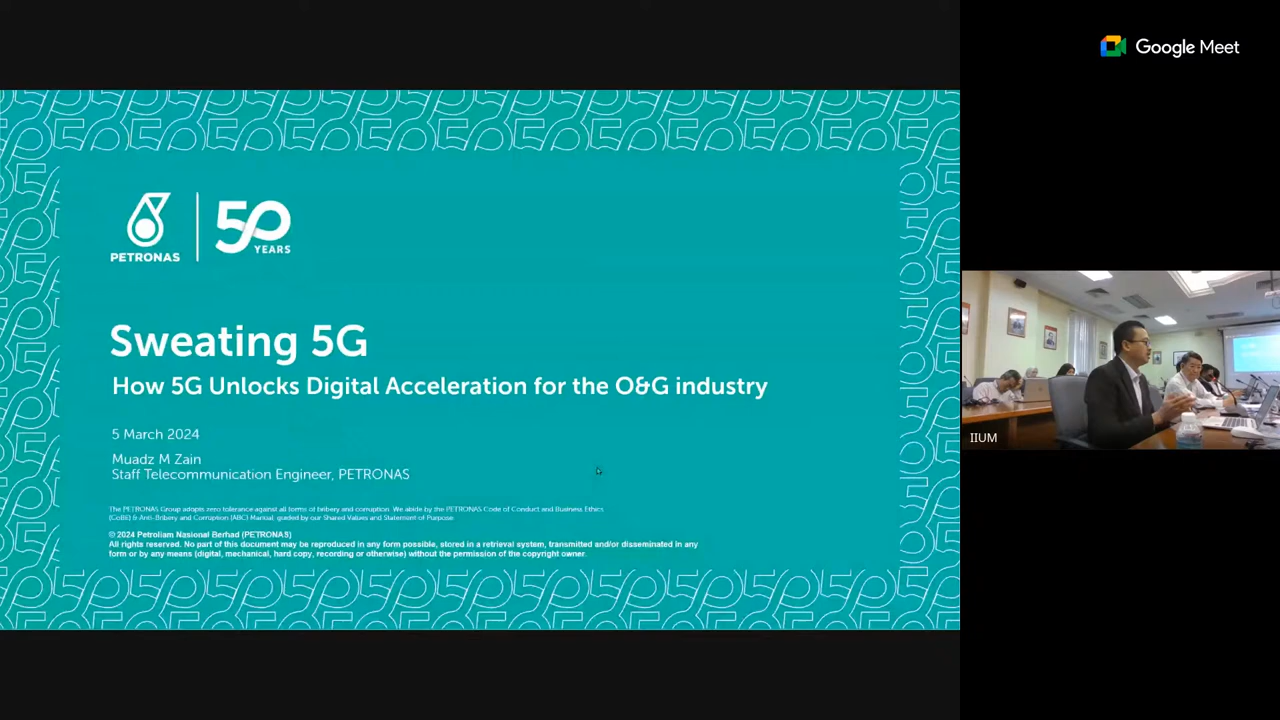 Google Meet
PETRONAS
50
YEARS
Sweating 5G
How 5G Unlocks Digital Acceleration for the O&G industry
5 March 2024
Muadz M Zain
Staff Telecommunication Engineer, PETRONAS
The PETRONAS Group adopts zero tolerance against all forms of bribery and corruption. We abide by the PETRONAS Code of Conduct and Business Ethics
(CoBE) & Anti-Bribery and Corruption (ABC) Manual, guided by our Shared Values and Statement of Purpose.
© 2024 Petroliam Nasional Berhad (PETRONAS)
All rights reserved. No part of this document may be reproduced in any form possible, stored in a retrieval system, transmitted and/or disseminated in any
form or by any means (digital, mechanical, hard copy, recording or otherwise) without the permission of the copyright owner.
IIUM